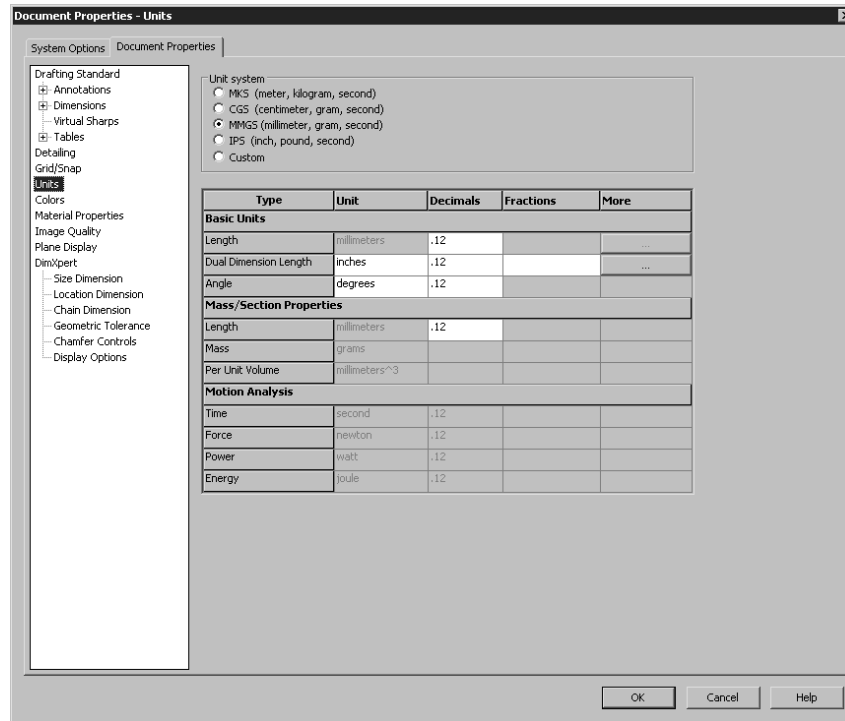 Document Properties - Units
System Options Document Properties
Drafting Standard
Annotations
Dimensions
Virtual Sharps
Tables
Detailing
Grid/Snap
Units
Colors
Material Properties
Image Quality
Plane Display
DimXpert
Size Dimension
Location Dimension
Chain Dimension
Geometric Tolerance
Chamfer Controls
Display Options
Unit system
MKS (meter, kilogram, second)
CGS (centimeter, gram, second)
MMGS (millimeter, gram, second)
IPS (inch, pound, second)
Custom
Type Unit Decimals Fractions More
Basic Units
Length millimeters .12 ...
Dual Dimension Length inches .12 ...
Angle degrees .12
Mass/Section Properties
Length millimeters .12
Mass grams
Per Unit Volume millimeters^3
Motion Analysis
Time second .12
Force newton .12
Power watt .12
Energy joule .12
OK Cancel Help